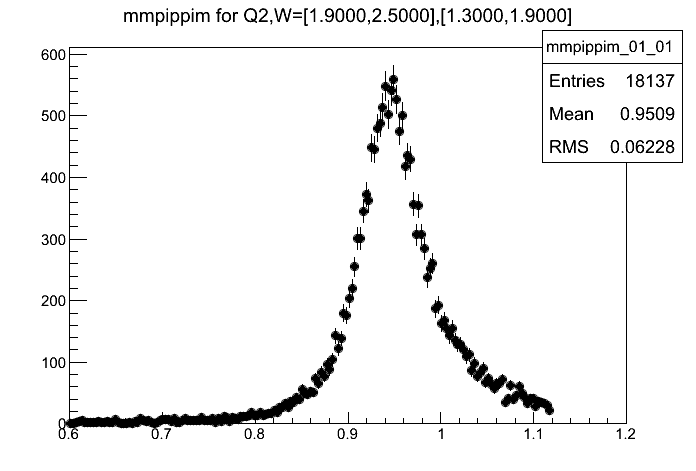 mmpippim for Q2,W=[1.9000,2.5000],[1.3000,1.9000]
mmpippim_01_01
Entries 18137
Mean 0.9509
RMS 0.06228
600
500
400
300
200
100
0
0.6 0.7 0.8 0.9 1 1.1 1.2